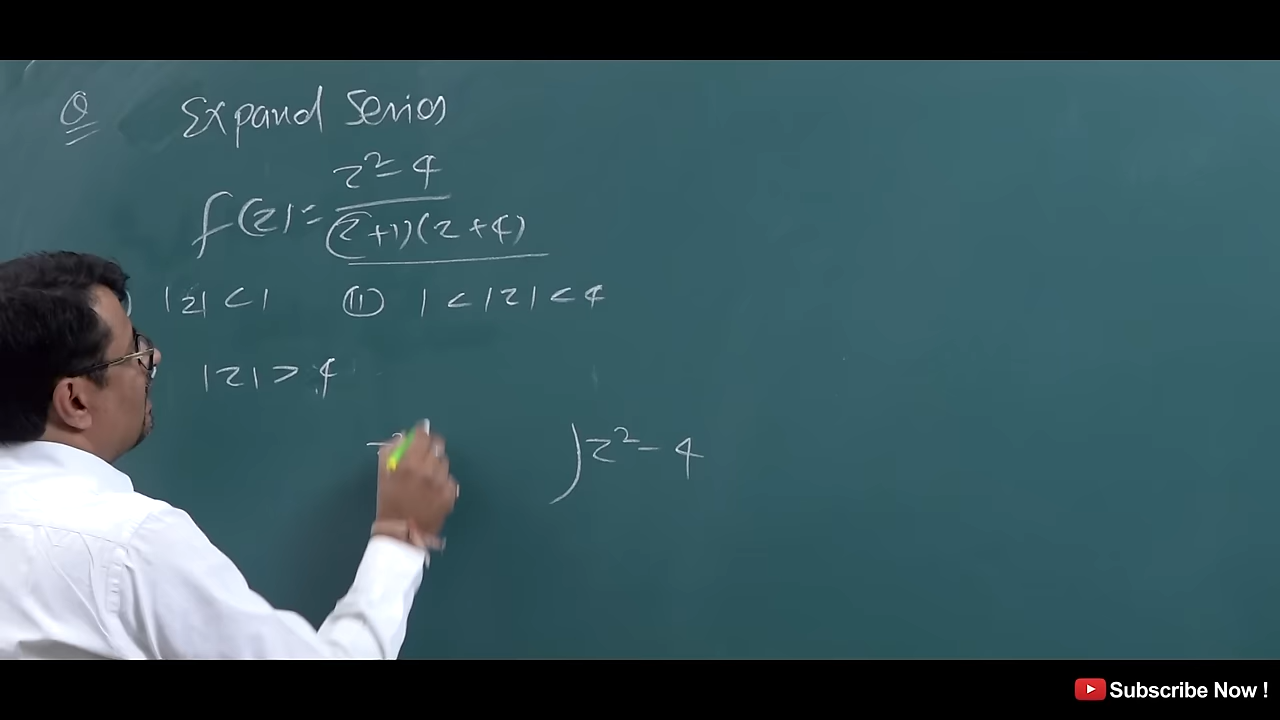 Q Expand Series
f(z) = z² - 4 / (z+1)(z+4)
|z| < 1 (ii) 1 < |z| < 4
|z| > 4
) z² - 4
Subscribe Now !